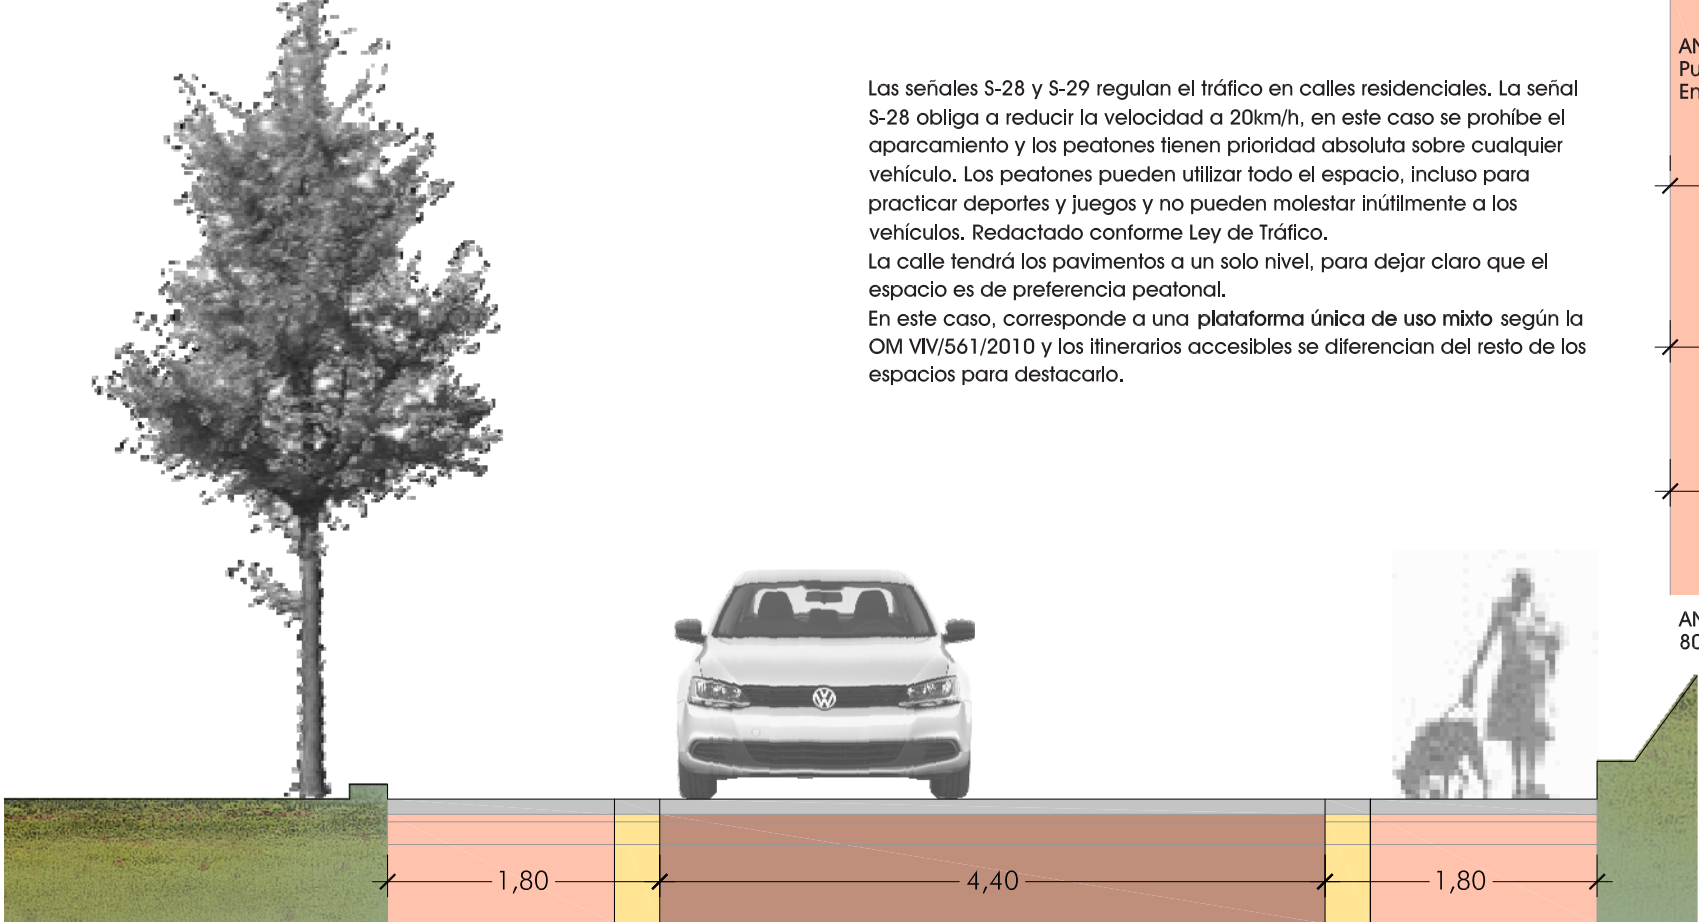 Las señales S-28 y S-29 regulan el tráfico en calles residenciales. La señal
S-28 obliga a reducir la velocidad a 20km/h, en este caso se prohíbe el
aparcamiento y los peatones tienen prioridad absoluta sobre cualquier
vehículo. Los peatones pueden utilizar todo el espacio, incluso para
practicar deportes y juegos y no pueden molestar inútilmente a los
vehículos. Redactado conforme Ley de Tráfico.
La calle tendrá los pavimentos a un solo nivel, para dejar claro que el
espacio es de preferencia peatonal.
En este caso, corresponde a una plataforma única de uso mixto según la
OM VIV/561/2010 y los itinerarios accesibles se diferencian del resto de los
espacios para destacarlo.
1,80
4,40
1,80